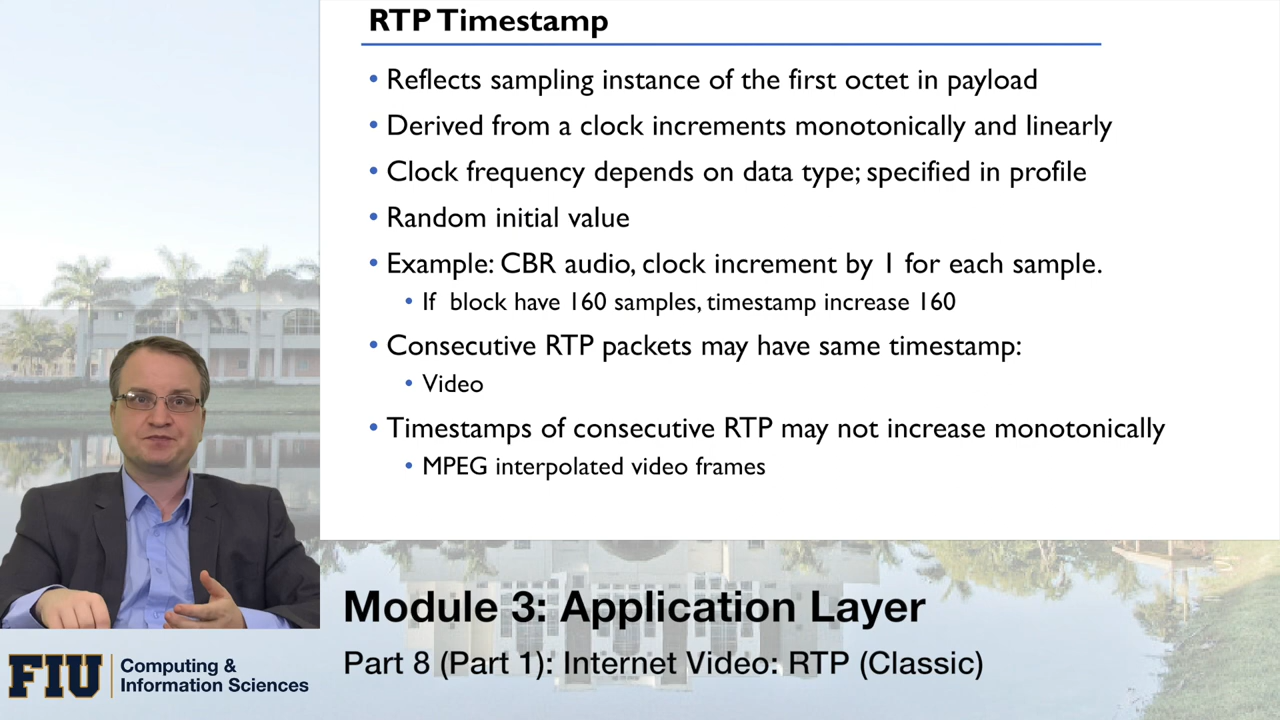 RTP Timestamp
• Reflects sampling instance of the first octet in payload
• Derived from a clock increments monotonically and linearly
• Clock frequency depends on data type; specified in profile
• Random initial value
• Example: CBR audio, clock increment by 1 for each sample.
• If block have 160 samples, timestamp increase 160
• Consecutive RTP packets may have same timestamp:
• Video
• Timestamps of consecutive RTP may not increase monotonically
• MPEG interpolated video frames
Module 3: Application Layer
Part 8 (Part 1): Internet Video: RTP (Classic)
FIU
Computing &
Information Sciences